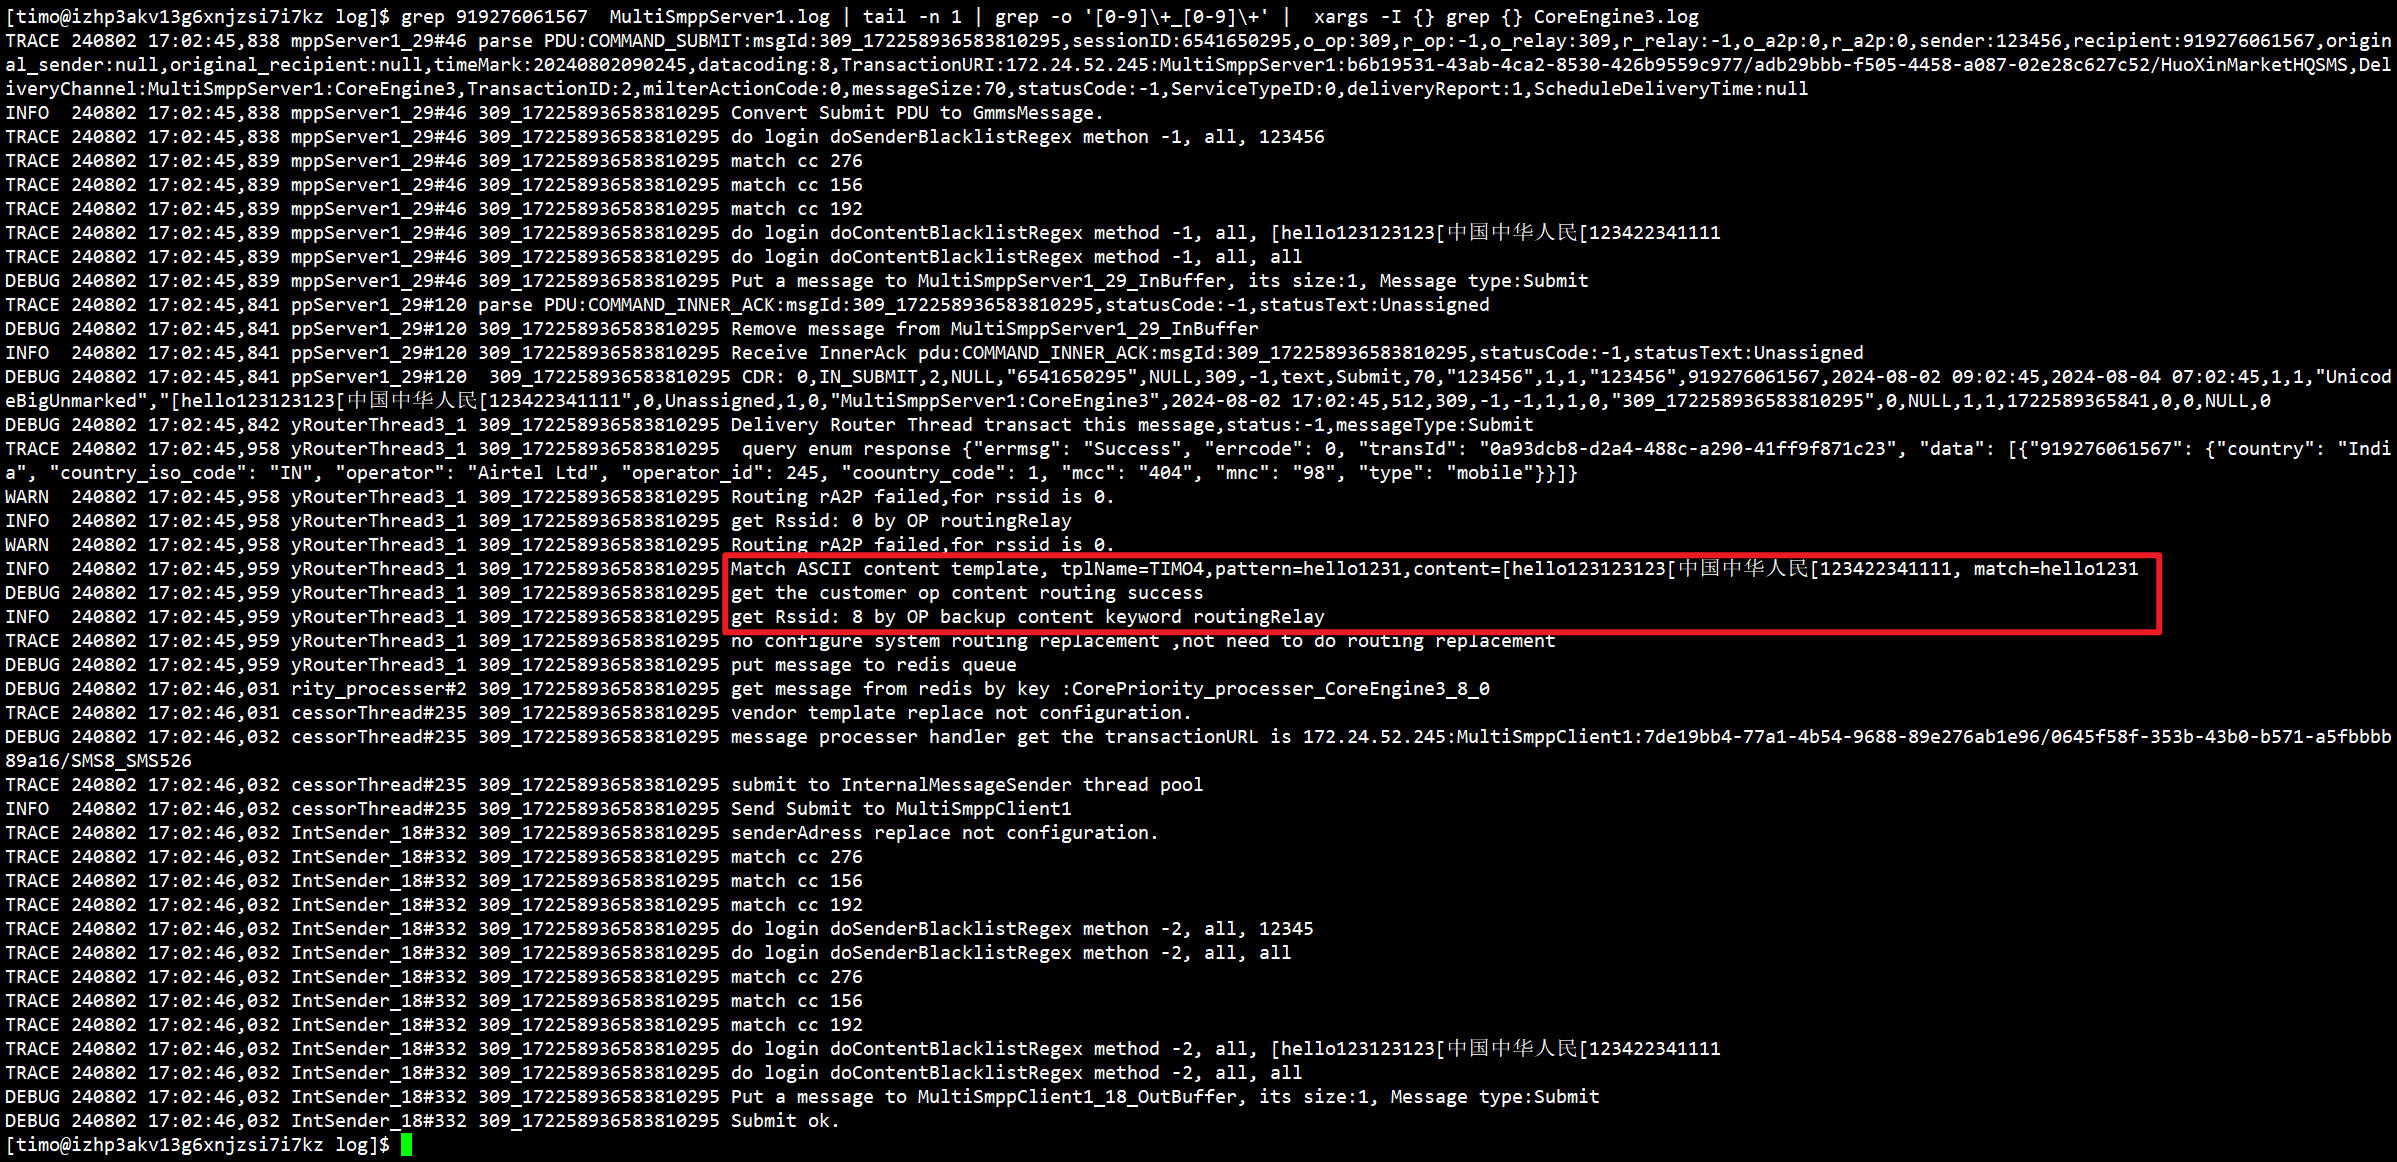 [timo@izhp3akv13g6xnjzsi7i7kz log]$ grep 919276061567  MultiSmppServer1.log | tail -n 1 | grep -o '[0-9]\+_[0-9]\+' |  xargs -I {} grep {} CoreEngine3.log
TRACE 240802 17:02:45,838 mppServer1_29#46 parse PDU:COMMAND_SUBMIT:msgId:309_172258936583810295,sessionID:6541650295,o_op:309,r_op:-1,o_relay:309,r_relay:-1,o_a2p:0,r_a2p:0,sender:123456,recipient:919276061567,origin
al_sender:null,original_recipient:null,timeMark:20240802090245,datacoding:8,TransactionURI:172.24.52.245:MultiSmppServer1:b6b19531-43ab-4ca2-8530-426b9559c977/adb29bbb-f505-4458-a087-02e28c627c52/HuoXinMarketHQSMS,Del
iveryChannel:MultiSmppServer1:CoreEngine3,TransactionID:2,milterActionCode:0,messageSize:70,statusCode:-1,ServiceTypeID:0,deliveryReport:1,ScheduleDeliveryTime:null
INFO  240802 17:02:45,838 mppServer1_29#46 309_172258936583810295 Convert Submit PDU to GmmsMessage.
TRACE 240802 17:02:45,838 mppServer1_29#46 309_172258936583810295 do login doSenderBlacklistRegex methon -1, all, 123456
TRACE 240802 17:02:45,839 mppServer1_29#46 309_172258936583810295 match cc 276
TRACE 240802 17:02:45,839 mppServer1_29#46 309_172258936583810295 match cc 156
TRACE 240802 17:02:45,839 mppServer1_29#46 309_172258936583810295 match cc 192
TRACE 240802 17:02:45,839 mppServer1_29#46 309_172258936583810295 do login doContentBlacklistRegex method -1, all, [hello123123123[中国中华人民[123422341111
TRACE 240802 17:02:45,839 mppServer1_29#46 309_172258936583810295 do login doContentBlacklistRegex method -1, all, all
DEBUG 240802 17:02:45,839 mppServer1_29#46 309_172258936583810295 Put a message to MultiSmppServer1_29_InBuffer, its size:1, Message type:Submit
TRACE 240802 17:02:45,841 ppServer1_29#120 parse PDU:COMMAND_INNER_ACK:msgId:309_172258936583810295,statusCode:-1,statusText:Unassigned
DEBUG 240802 17:02:45,841 ppServer1_29#120 309_172258936583810295 Remove message from MultiSmppServer1_29_InBuffer
INFO  240802 17:02:45,841 ppServer1_29#120 309_172258936583810295 Receive InnerAck pdu:COMMAND_INNER_ACK:msgId:309_172258936583810295,statusCode:-1,statusText:Unassigned
DEBUG 240802 17:02:45,841 ppServer1_29#120  309_172258936583810295 CDR: 0,IN_SUBMIT,2,NULL,"6541650295",NULL,309,-1,text,Submit,70,"123456",1,1,"123456",919276061567,2024-08-02 09:02:45,2024-08-04 07:02:45,1,1,"Unicod
eBigUnmarked","[hello123123123[中国中华人民[123422341111",0,Unassigned,1,0,"MultiSmppServer1:CoreEngine3",2024-08-02 17:02:45,512,309,-1,-1,1,1,0,"309_172258936583810295",0,NULL,1,1,1722589365841,0,0,NULL,0
DEBUG 240802 17:02:45,842 yRouterThread3_1 309_172258936583810295 Delivery Router Thread transact this message,status:-1,messageType:Submit
TRACE 240802 17:02:45,958 yRouterThread3_1 309_172258936583810295  query enum response {"errmsg": "Success", "errcode": 0, "transId": "0a93dcb8-d2a4-488c-a290-41ff9f871c23", "data": [{"919276061567": {"country": "Indi
a", "country_iso_code": "IN", "operator": "Airtel Ltd", "operator_id": 245, "coountry_code": 1, "mcc": "404", "mnc": "98", "type": "mobile"}}]}
WARN  240802 17:02:45,958 yRouterThread3_1 309_172258936583810295 Routing rA2P failed,for rssid is 0.
INFO  240802 17:02:45,958 yRouterThread3_1 309_172258936583810295 get Rssid: 0 by OP routingRelay
WARN  240802 17:02:45,958 yRouterThread3_1 309_172258936583810295 Routing rA2P failed,for rssid is 0.
INFO  240802 17:02:45,959 yRouterThread3_1 309_172258936583810295 Match ASCII content template, tplName=TIMO4,pattern=hello1231,content=[hello123123123[中国中华人民[123422341111, match=hello1231
DEBUG 240802 17:02:45,959 yRouterThread3_1 309_172258936583810295 get the customer op content routing success
INFO  240802 17:02:45,959 yRouterThread3_1 309_172258936583810295 get Rssid: 8 by OP backup content keyword routingRelay
TRACE 240802 17:02:45,959 yRouterThread3_1 309_172258936583810295 no configure system routing replacement ,not need to do routing replacement
DEBUG 240802 17:02:45,959 yRouterThread3_1 309_172258936583810295 put message to redis queue
DEBUG 240802 17:02:46,031 rity_processer#2 309_172258936583810295 get message from redis by key :CorePriority_processer_CoreEngine3_8_0
TRACE 240802 17:02:46,031 cessorThread#235 309_172258936583810295 vendor template replace not configuration.
DEBUG 240802 17:02:46,032 cessorThread#235 309_172258936583810295 message processer handler get the transactionURL is 172.24.52.245:MultiSmppClient1:7de19bb4-77a1-4b54-9688-89e276ab1e96/0645f58f-353b-43b0-b571-a5fbbbb
89a16/SMS8_SMS526
TRACE 240802 17:02:46,032 cessorThread#235 309_172258936583810295 submit to InternalMessageSender thread pool
INFO  240802 17:02:46,032 cessorThread#235 309_172258936583810295 Send Submit to MultiSmppClient1
TRACE 240802 17:02:46,032 IntSender_18#332 309_172258936583810295 senderAdress replace not configuration.
TRACE 240802 17:02:46,032 IntSender_18#332 309_172258936583810295 match cc 276
TRACE 240802 17:02:46,032 IntSender_18#332 309_172258936583810295 match cc 156
TRACE 240802 17:02:46,032 IntSender_18#332 309_172258936583810295 match cc 192
TRACE 240802 17:02:46,032 IntSender_18#332 309_172258936583810295 do login doSenderBlacklistRegex methon -2, all, 12345
TRACE 240802 17:02:46,032 IntSender_18#332 309_172258936583810295 do login doSenderBlacklistRegex methon -2, all, all
TRACE 240802 17:02:46,032 IntSender_18#332 309_172258936583810295 match cc 276
TRACE 240802 17:02:46,032 IntSender_18#332 309_172258936583810295 match cc 156
TRACE 240802 17:02:46,032 IntSender_18#332 309_172258936583810295 match cc 192
TRACE 240802 17:02:46,032 IntSender_18#332 309_172258936583810295 do login doContentBlacklistRegex method -2, all, [hello123123123[中国中华人民[123422341111
TRACE 240802 17:02:46,032 IntSender_18#332 309_172258936583810295 do login doContentBlacklistRegex method -2, all, all
DEBUG 240802 17:02:46,032 IntSender_18#332 309_172258936583810295 Put a message to MultiSmppClient1_18_OutBuffer, its size:1, Message type:Submit
DEBUG 240802 17:02:46,032 IntSender_18#332 309_172258936583810295 Submit ok.
[timo@izhp3akv13g6xnjzsi7i7kz log]$